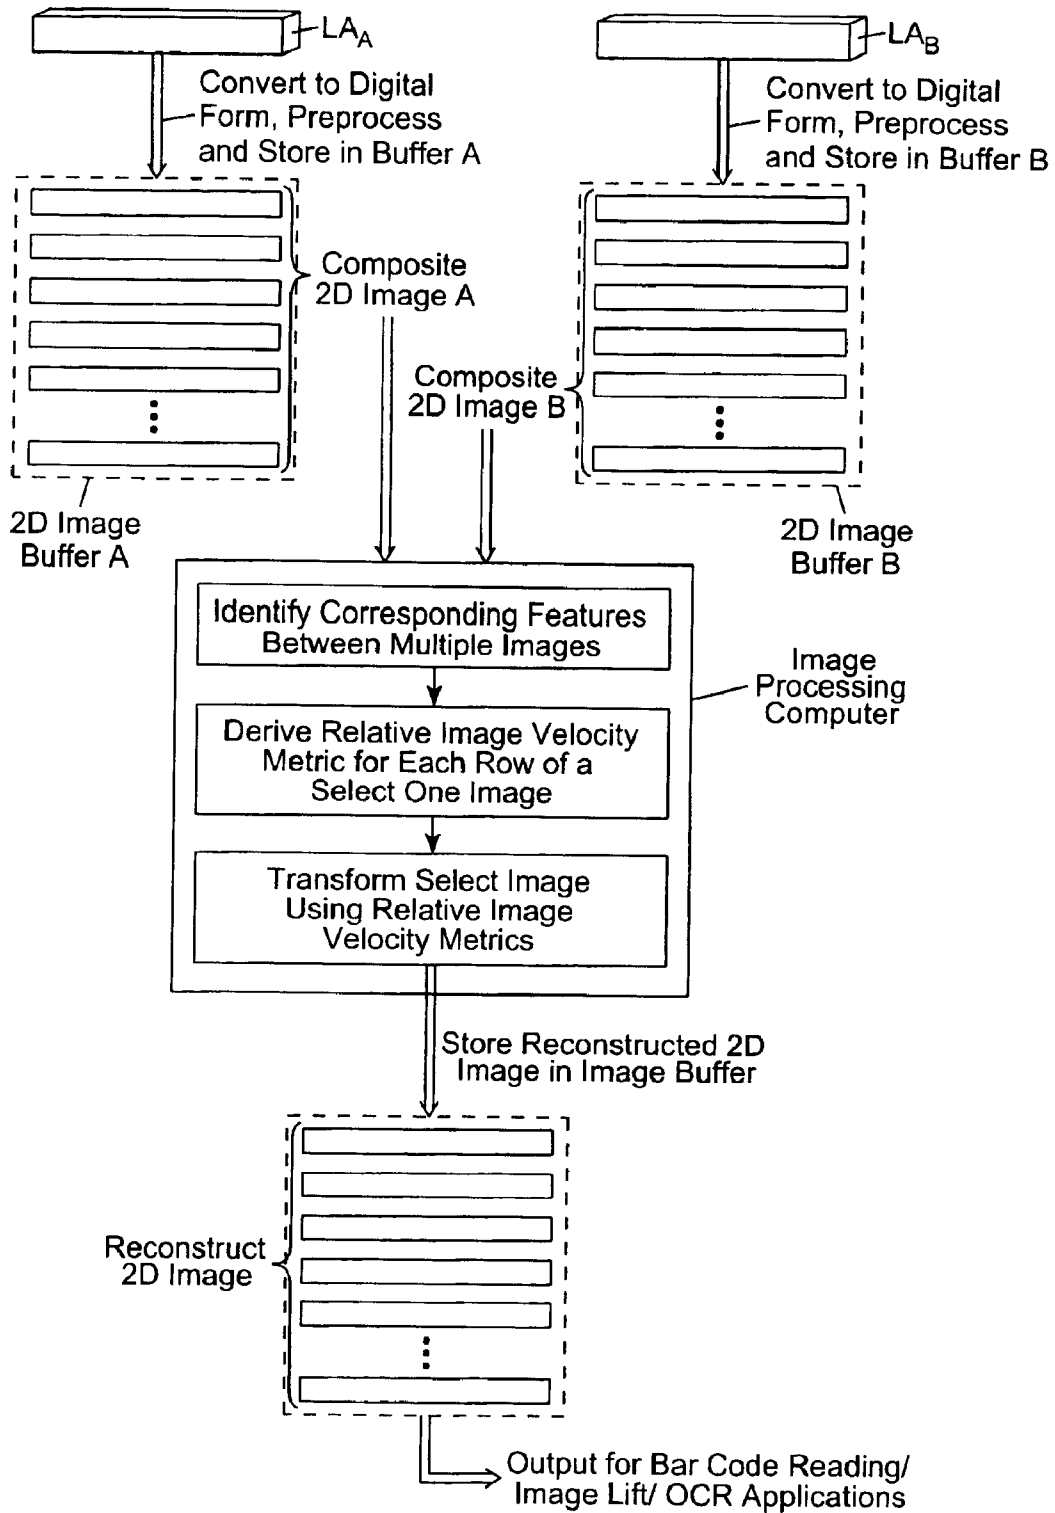 LAA
LAB
Convert to Digital
Form, Preprocess
and Store in Buffer A
Convert to Digital
Form, Preprocess
and Store in Buffer B
Composite
2D Image A
Composite
2D Image B
2D Image
Buffer A
2D Image
Buffer B
Identify Corresponding Features
Between Multiple Images
Derive Relative Image Velocity
Metric for Each Row of a
Select One Image
Transform Select Image
Using Relative Image
Velocity Metrics
Image
Processing
Computer
Store Reconstructed 2D
Image in Image Buffer
Reconstruct
2D Image
Output for Bar Code Reading/
Image Lift/ OCR Applications